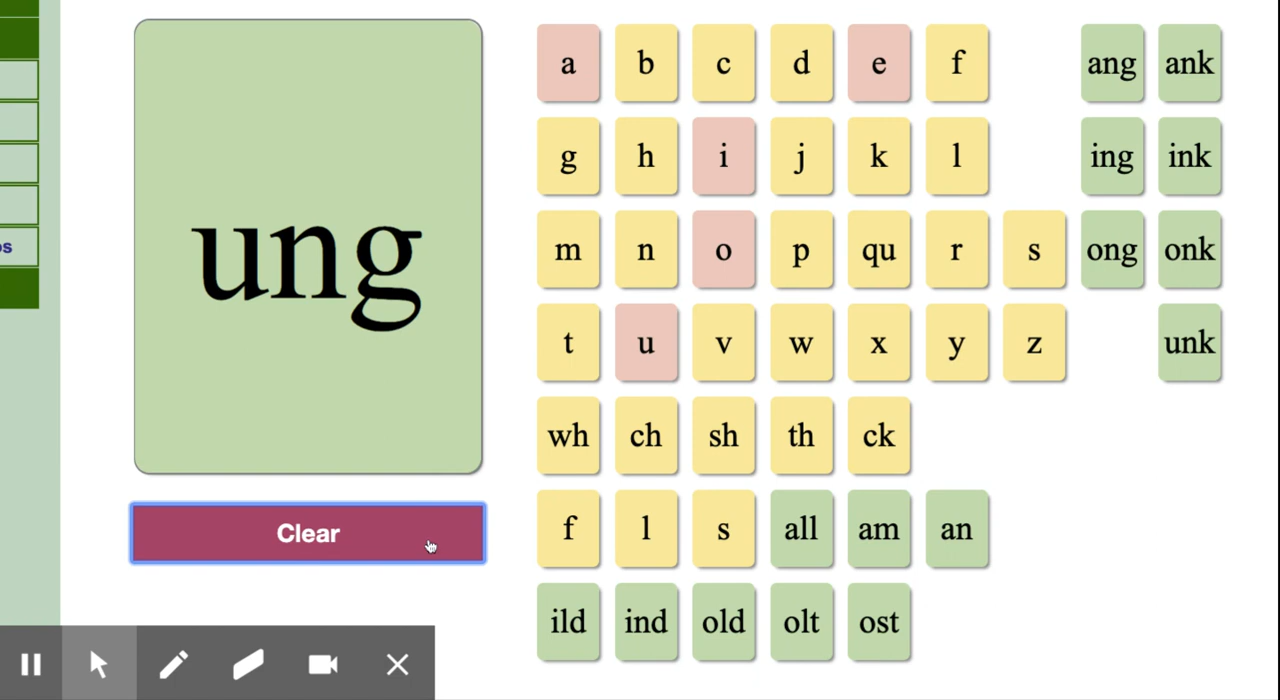 a b c d e f ang ank
g h i j k l ing ink
m n o p qu r s ong onk
ung
t u v w x y z unk
wh ch sh th ck
f l s all am an
Clear
ild ind old olt ost